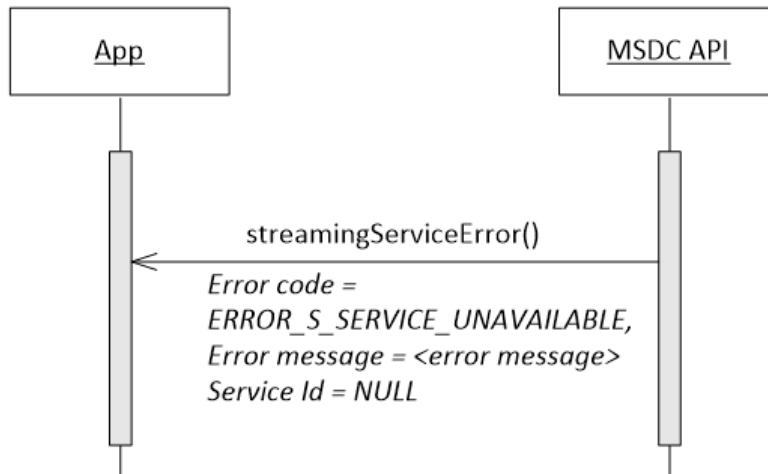 App
MSDC API
streamingServiceError()
Error code =
ERROR_S_SERVICE_UNAVAILABLE,
Error message = <error message>
Service Id = NULL